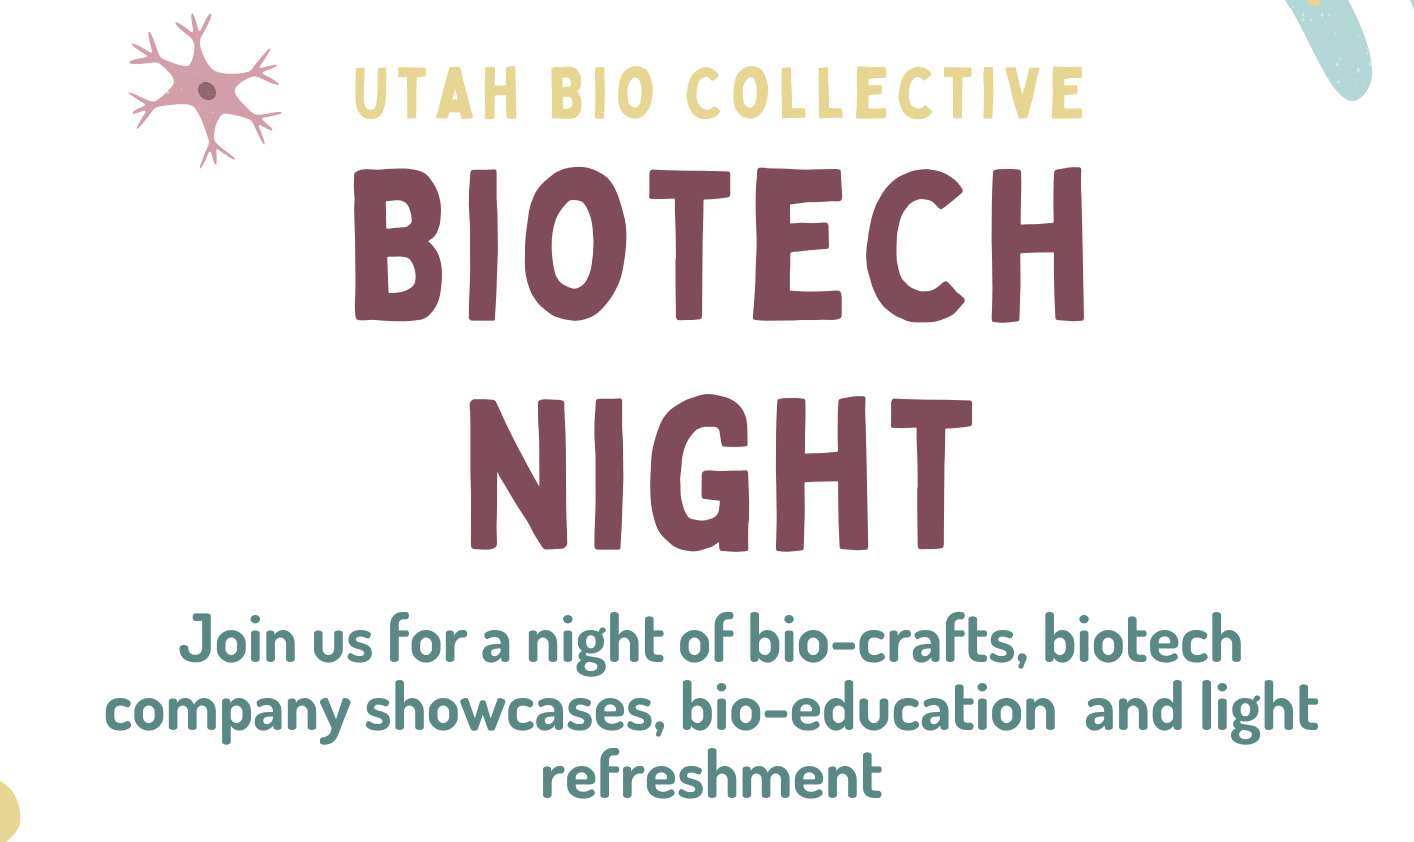 UTAH BIO COLLECTIVE
BIOTECH
NIGHT
Join us for a night of bio-crafts, biotech
company showcases, bio-education  and light
refreshment